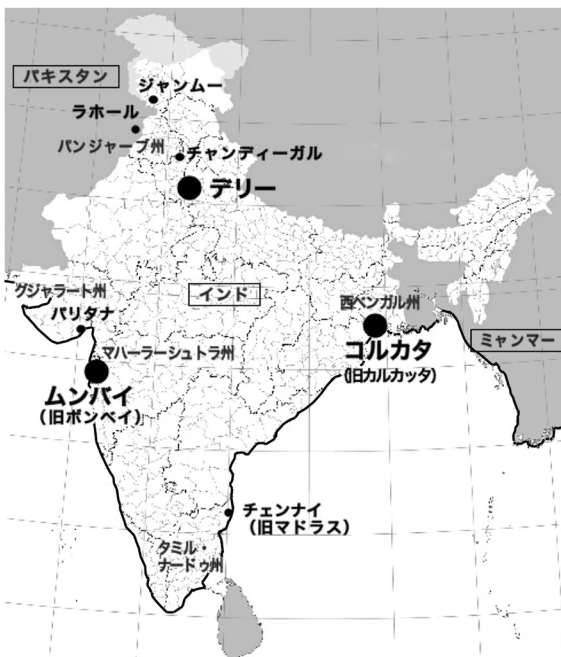 パキスタン
ジャンムー
ラホール
パンジャーブ州
チャンディーガル
デリー
グジャラート州
インド
西ベンガル州
パリタナ
ミャンマー
マハーラーシュトラ州
コルカタ
(旧カルカッタ)
ムンバイ
(旧ボンベイ)
チェンナイ
(旧マドラス)
タミル・
ナードゥ州